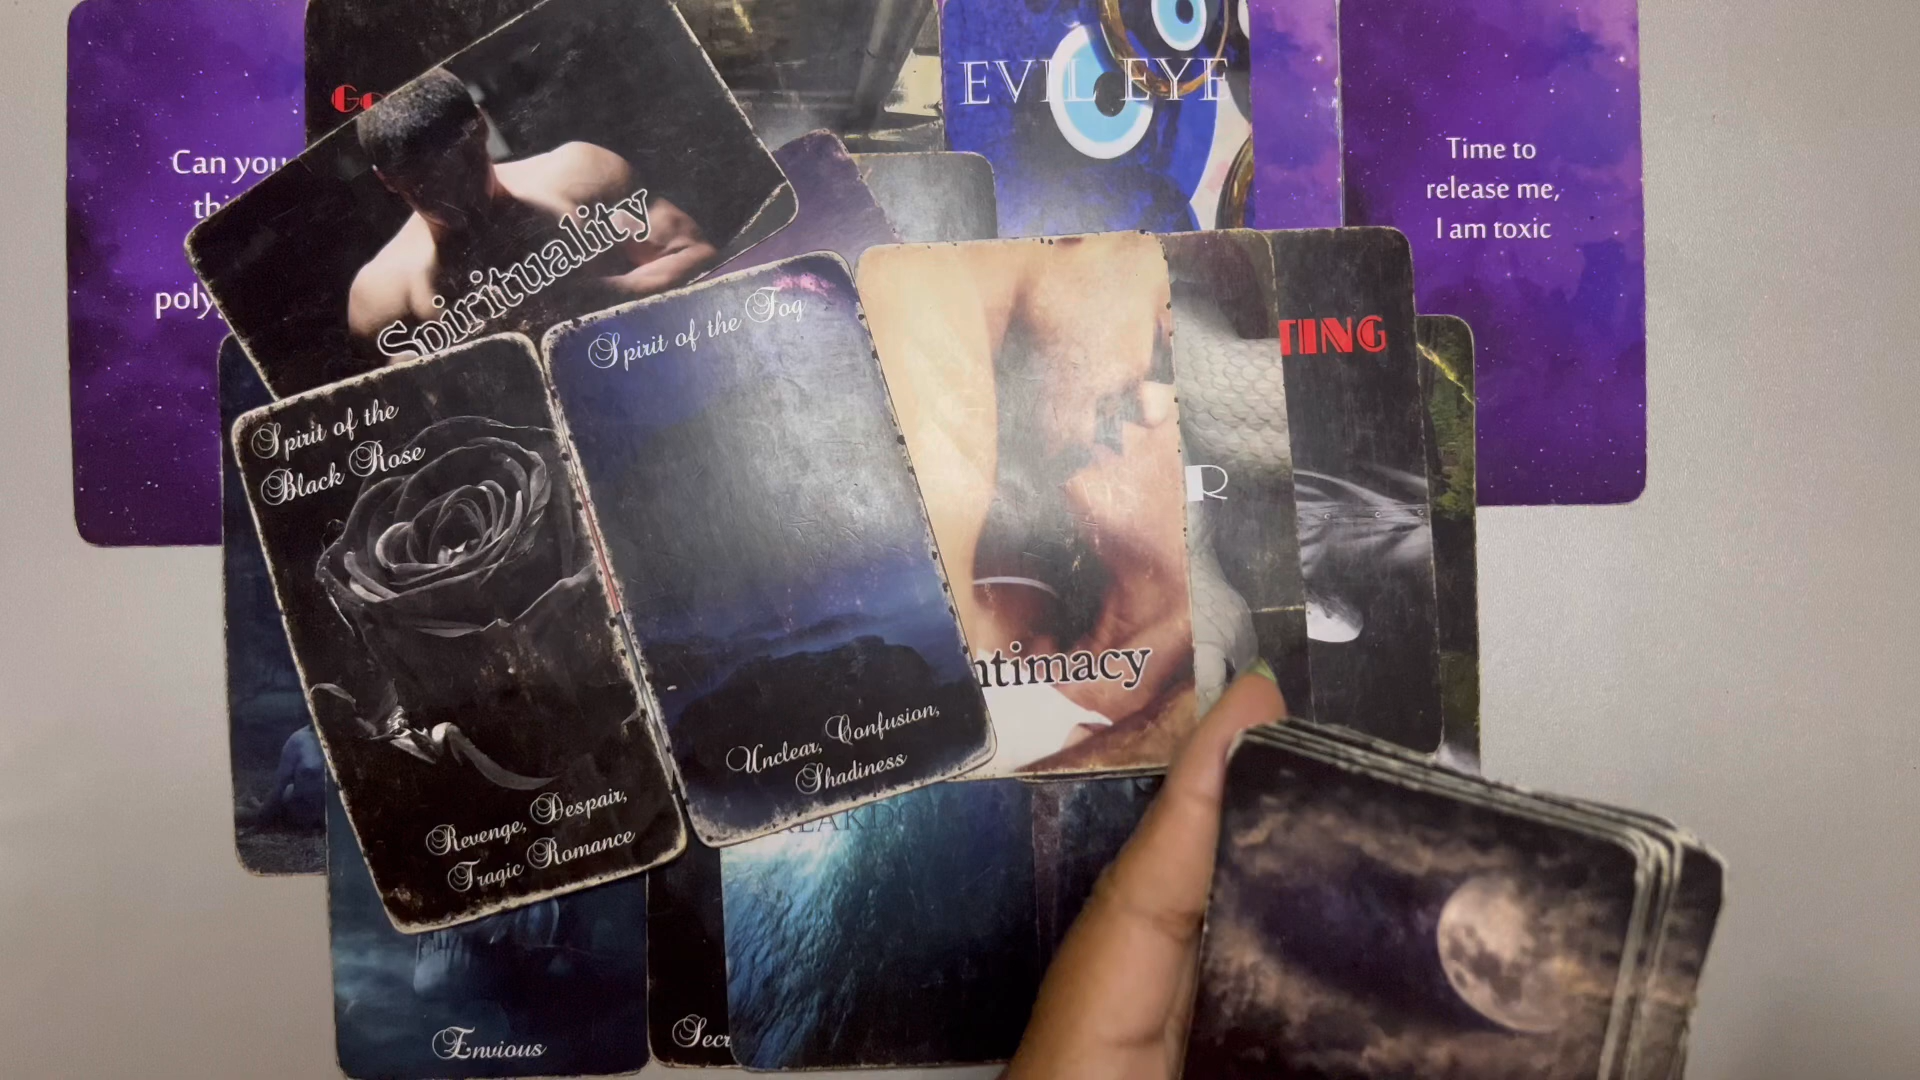 EVIL EYE
Can you
Time to
release me,
I am toxic
Spirituality
Spirit of the Fog
Spirit of the
Black Rose
TING
R
ntimacy
Unclear, Confusion,
Shadiness
Revenge, Despair,
Tragic Romance
Envious